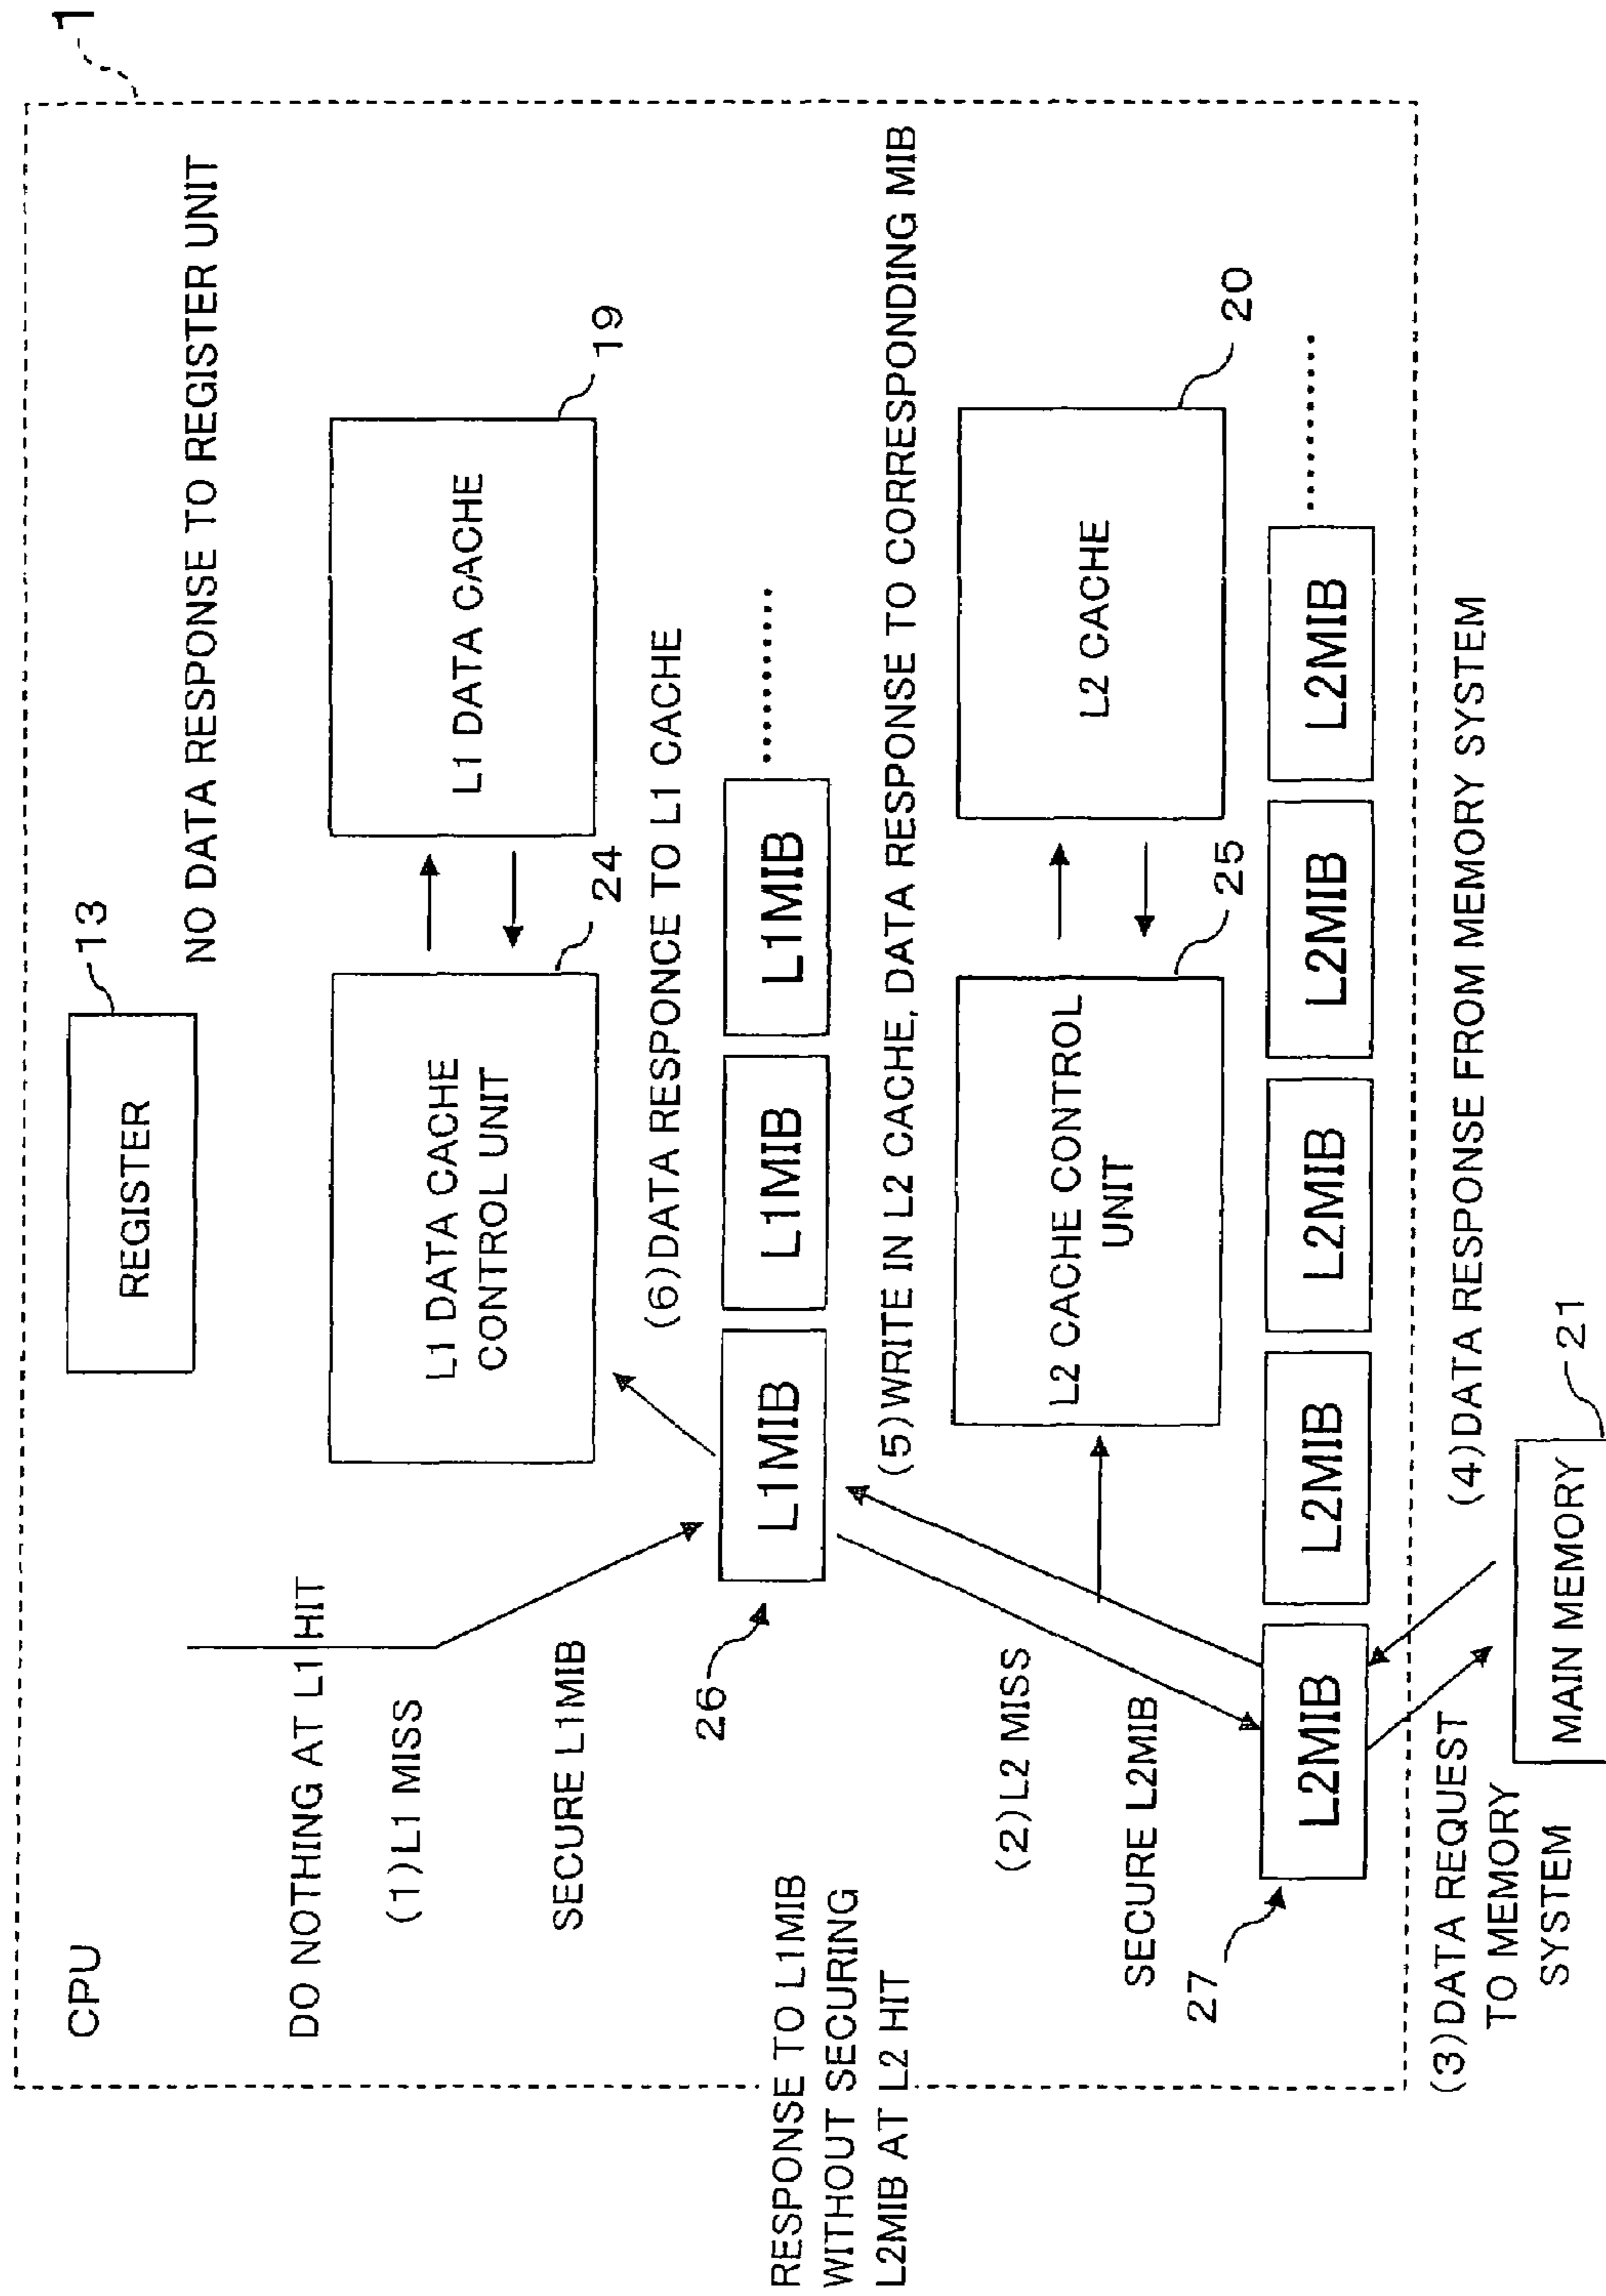 1
CPU
REGISTER
13
NO DATA RESPONSE TO REGISTER UNIT
DO NOTHING AT L1 HIT
(1)L1 MISS
SECURE L1MIB
L1 DATA CACHE
CONTROL UNIT
24
L1 DATA CACHE
19
(6)DATA RESPONCE TO L1 CACHE
26
L1MIB
L1MIB
L1MIB
...........
RESPONSE TO L1MIB
WITHOUT SECURING
L2MIB AT L2 HIT
(5)WRITE IN L2 CACHE, DATA RESPONSE TO CORRESPONDING MIB
(2)L2 MISS
SECURE L2MIB
L2 CACHE CONTROL
UNIT
25
L2 CACHE
20
27
L2MIB
L2MIB
L2MIB
L2MIB
L2MIB
...........
(3)DATA REQUEST
TO MEMORY
SYSTEM
(4)DATA RESPONSE FROM MEMORY SYSTEM
MAIN MEMORY
21